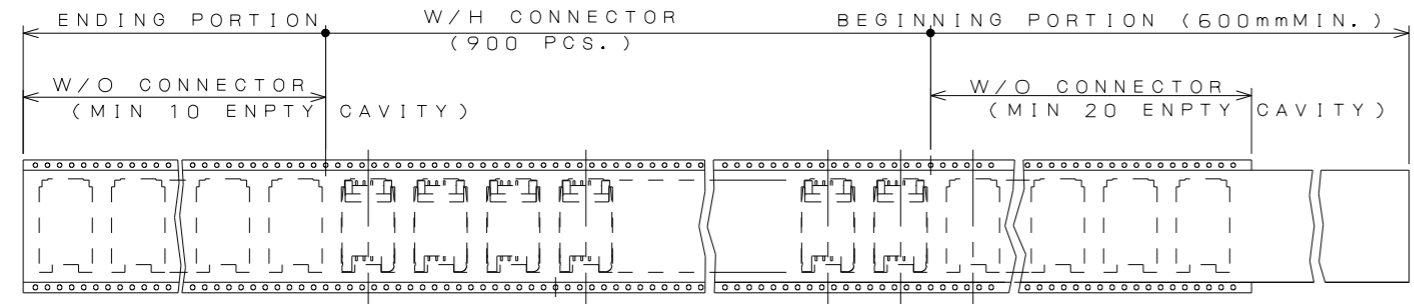 ENDING PORTION
W/H CONNECTOR
(900 PCS.)
BEGINNING PORTION (600mmMIN.)
W/O CONNECTOR
(MIN 10 ENPTY CAVITY)
W/O CONNECTOR
(MIN 20 ENPTY CAVITY)